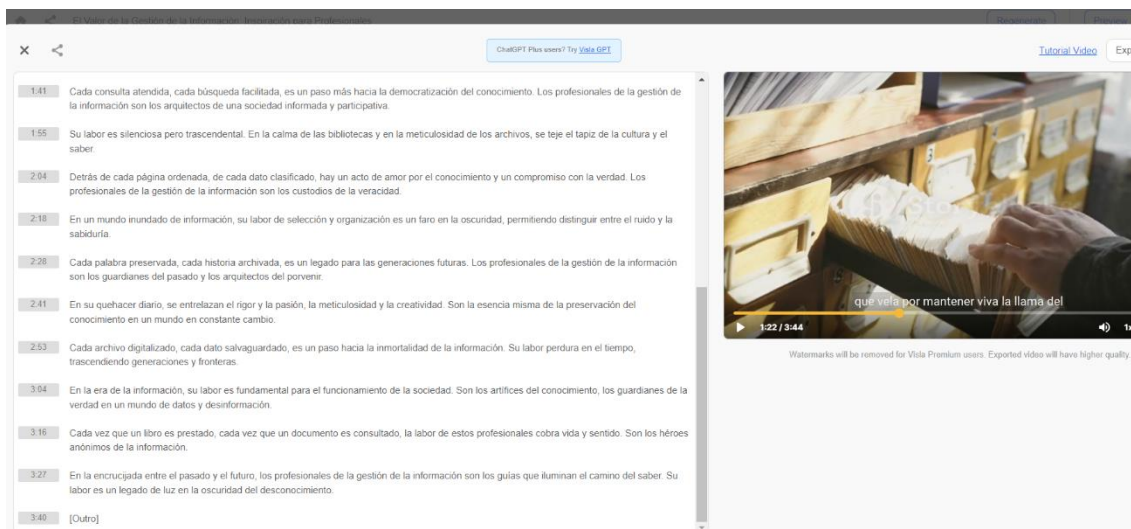 El Valor de la Gestión de la Información: Inspiración para Profesionales
Regenerate
Preview
ChatGPT Plus users? Try Visla GPT
Tutorial Video
Exp
1:41 Cada consulta atendida, cada búsqueda facilitada, es un paso más hacia la democratización del conocimiento. Los profesionales de la gestión de
la información son los arquitectos de una sociedad informada y participativa.
1:55 Su labor es silenciosa pero trascendental. En la calma de las bibliotecas y en la meticulosidad de los archivos, se teje el tapiz de la cultura y el
saber.
2:04 Detrás de cada página ordenada, de cada dato clasificado, hay un acto de amor por el conocimiento y un compromiso con la verdad. Los
profesionales de la gestión de la información son los custodios de la veracidad.
2:18 En un mundo inundado de información, su labor de selección y organización es un faro en la oscuridad, permitiendo distinguir entre el ruido y la
sabiduría.
2:28 Cada palabra preservada, cada historia archivada, es un legado para las generaciones futuras. Los profesionales de la gestión de la información
son los guardianes del pasado y los arquitectos del porvenir.
2:41 En su quehacer diario, se entrelazan el rigor y la pasión, la meticulosidad y la creatividad. Son la esencia misma de la preservación del
conocimiento en un mundo en constante cambio.
2:53 Cada archivo digitalizado, cada dato salvaguardado, es un paso hacia la inmortalidad de la información. Su labor perdura en el tiempo,
trascendiendo generaciones y fronteras.
3:04 En la era de la información, su labor es fundamental para el funcionamiento de la sociedad. Son los artífices del conocimiento, los guardianes de la
verdad en un mundo de datos y desinformación.
3:16 Cada vez que un libro es prestado, cada vez que un documento es consultado, la labor de estos profesionales cobra vida y sentido. Son los héroes
anónimos de la información.
3:27 En la encrucijada entre el pasado y el futuro, los profesionales de la gestión de la información son los guías que iluminan el camino del saber. Su
labor es un legado de luz en la oscuridad del desconocimiento.
3:40 [Outro]
que vela por mantener viva la llama del
1:22 / 3:44
1x
Watermarks will be removed for Visla Premium users. Exported video will have higher quality.